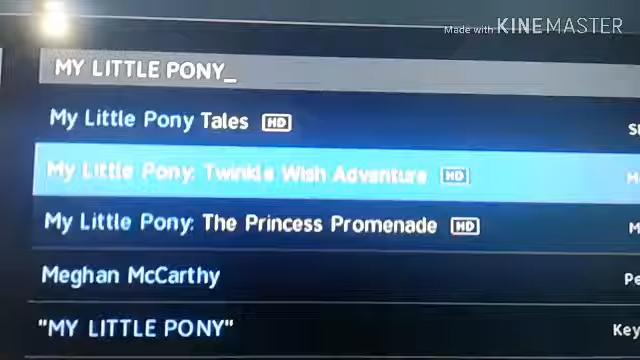 Made with KINEMASTER
MY LITTLE PONY_
My Little Pony Tales HD
My Little Pony: Twinkle Wish Adventure HD
My Little Pony: The Princess Promenade HD
Meghan McCarthy
"MY LITTLE PONY"